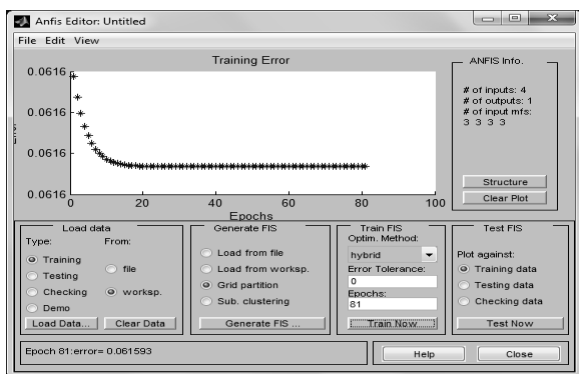 Anfis Editor: Untitled
File Edit View
Training Error
0.0616
0.0616
0.0616
0.0616
0 20 40 60 80 100
Epochs
ANFIS Info.
# of inputs: 4
# of outputs: 1
# of input mfs:
3 3 3 3
Structure
Clear Plot
Load data
Type: From:
Training
Testing
Checking
Demo
file
worksp.
Load Data... Clear Data
Generate FIS
Load from file
Load from worksp.
Grid partition
Sub. clustering
Generate FIS ...
Train FIS
Optim. Method:
hybrid
Error Tolerance:
0
Epochs:
81
Train Now
Test FIS
Plot against:
Training data
Testing data
Checking data
Test Now
Epoch 81:error= 0.061593
Help Close